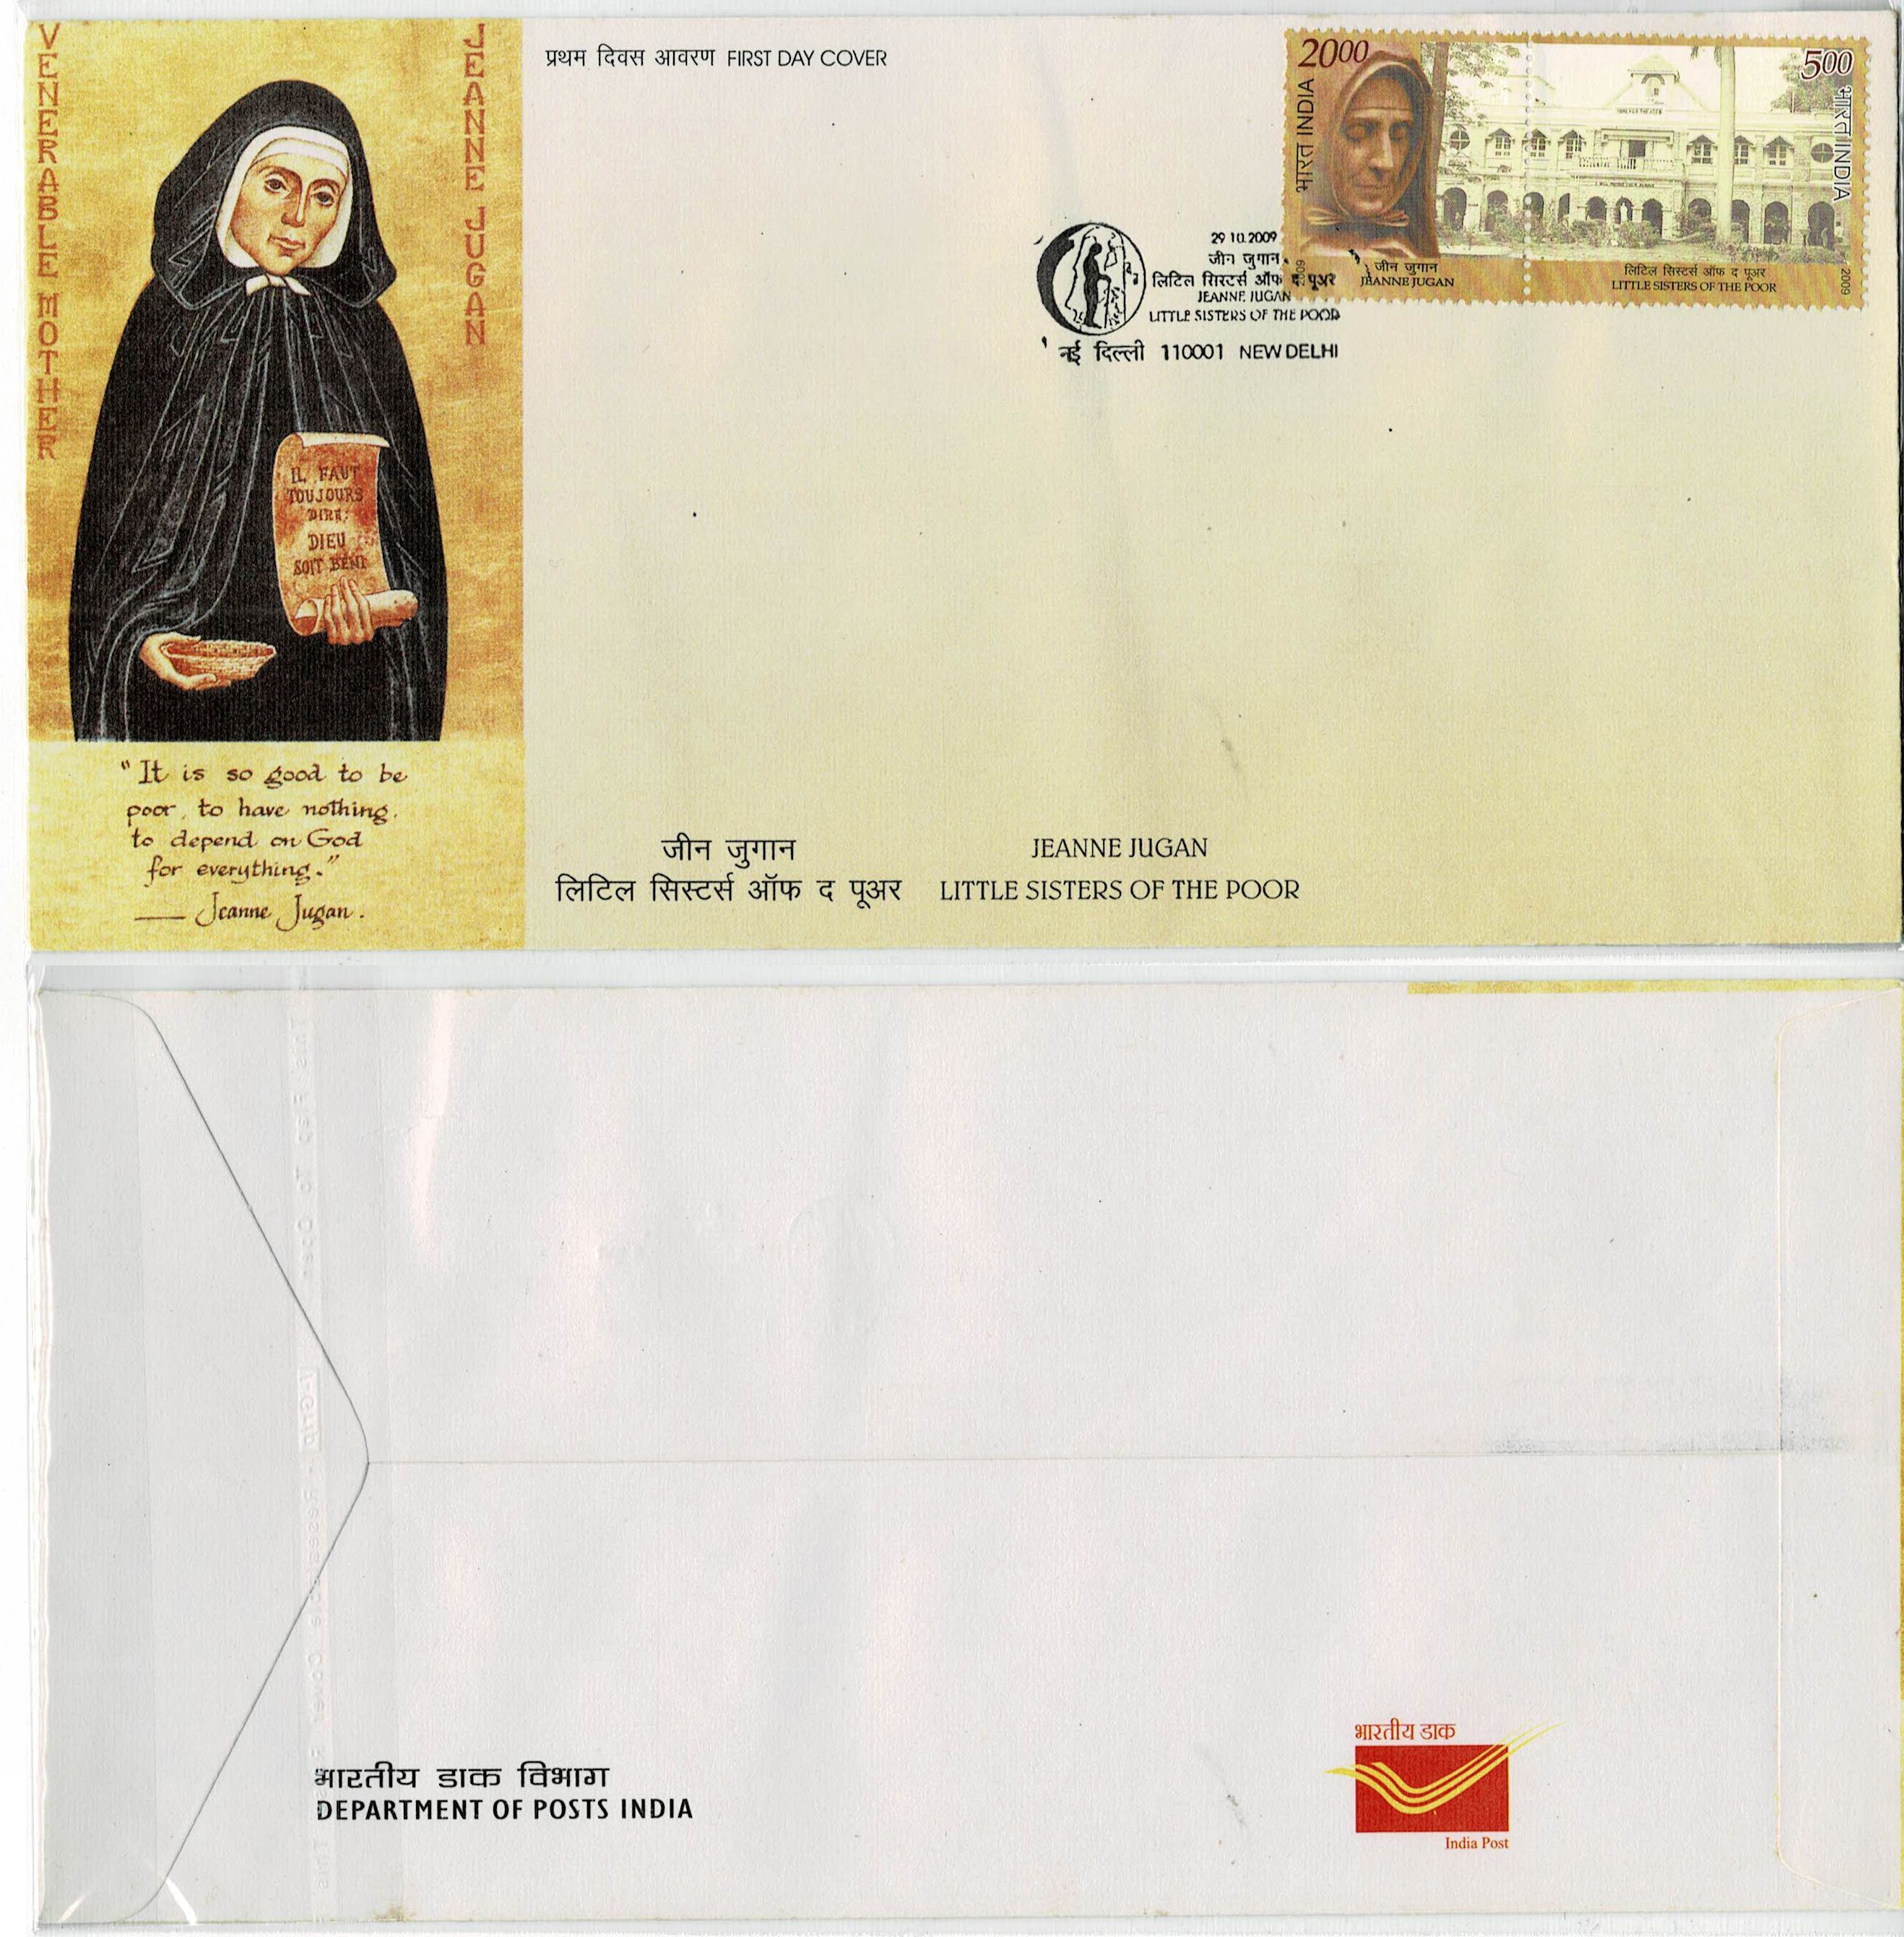 VENERABLE MOTHER
JEANNE JUGAN
IL FAUT
TOUJOURS
DIRE:
DIEU
SOIT BÉNI
"It is so good to be
poor, to have nothing,
to depend on God
for everything."
— Jeanne Jugan.
प्रथम दिवस आवरण FIRST DAY COVER
2000
भारत INDIA
2009
जीन जुगान
JEANNE JUGAN
500
भारत INDIA
लिटिल सिस्टर्स ऑफ द पूअर
LITTLE SISTERS OF THE POOR
2009
29.10.2009
जीन जुगान
लिटिल सिस्टर्स ऑफ द पूअर
JEANNE JUGAN
LITTLE SISTERS OF THE POOR
नई दिल्ली 110001 NEW DELHI
जीन जुगान
लिटिल सिस्टर्स ऑफ द पूअर
JEANNE JUGAN
LITTLE SISTERS OF THE POOR
भारतीय डाक विभाग
DEPARTMENT OF POSTS INDIA
भारतीय डाक
India Post